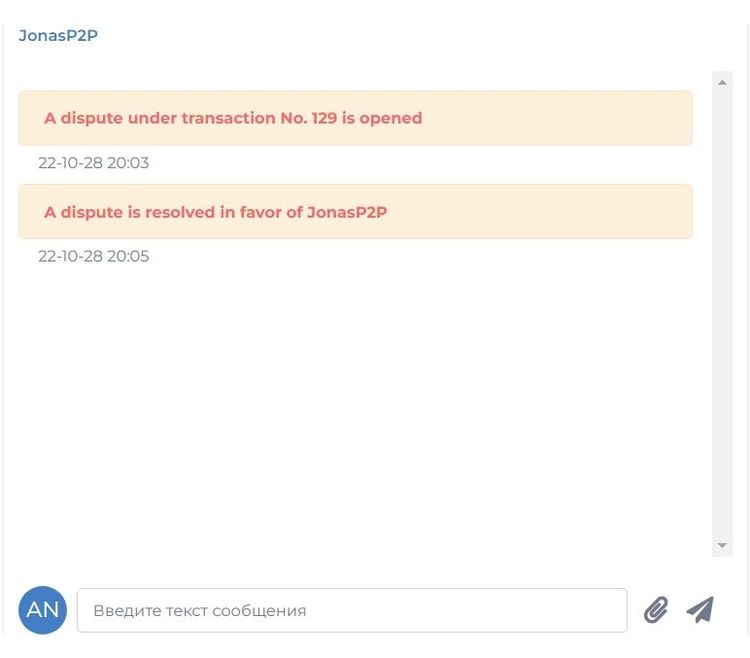 JonasP2P
A dispute under transaction No. 129 is opened
22-10-28 20:03
A dispute is resolved in favor of JonasP2P
22-10-28 20:05
AN
Введите текст сообщения